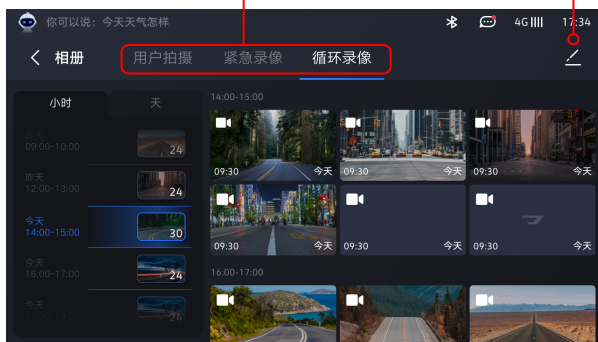 你可以说：今天天气怎样
4G
17:34
相册
用户拍摄
紧急录像
循环录像
小时
天
14:00-15:00
09:00-10:00
24
昨天
12:00-13:00
24
今天
14:00-15:00
30
今天
16:00-17:00
24
今天
24
09:30 今天
09:30 今天
09:30 今天
09:30 今天
09:30 今天
09:30 今天
16:00-17:00